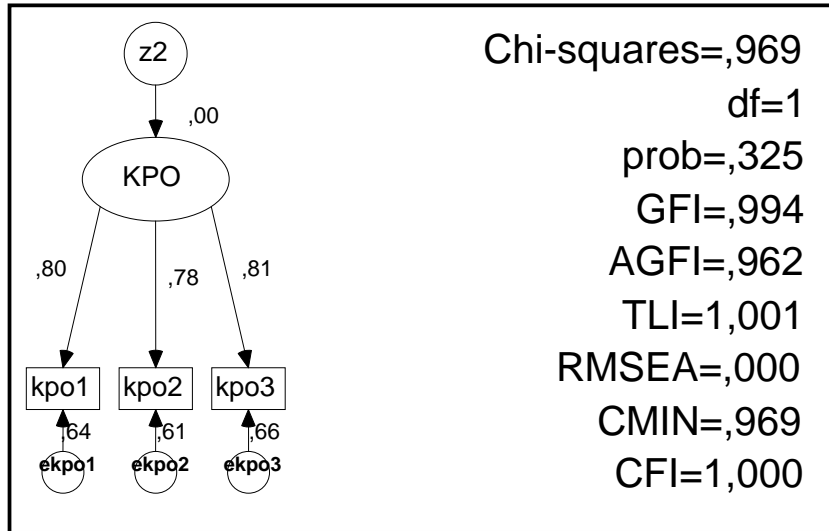 z2
,00
KPO
,80
,78
,81
kpo1
kpo2
kpo3
,64
,61
,66
ekpo1
ekpo2
ekpo3
Chi-squares=,969
df=1
prob=,325
GFI=,994
AGFI=,962
TLI=1,001
RMSEA=,000
CMIN=,969
CFI=1,000